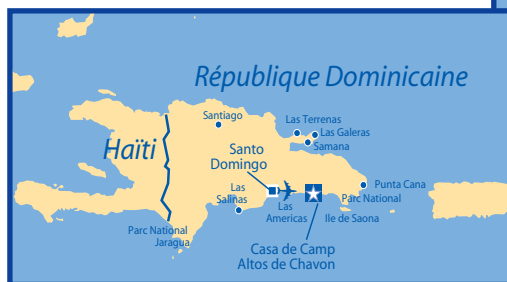 République Dominicaine
Haïti
Santiago
Las Terrenas
Las Galeras
Samana
Santo
Domingo
Las
Salinas
Las
Americas
Punta Cana
Parc National
Ile de Saona
Parc National
Jaragua
Casa de Camp
Altos de Chavon